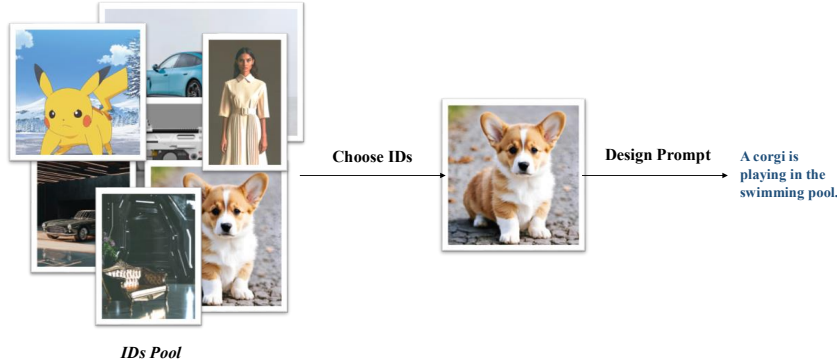 Choose IDs
Design Prompt
A corgi is
playing in the
swimming pool.
IDs Pool